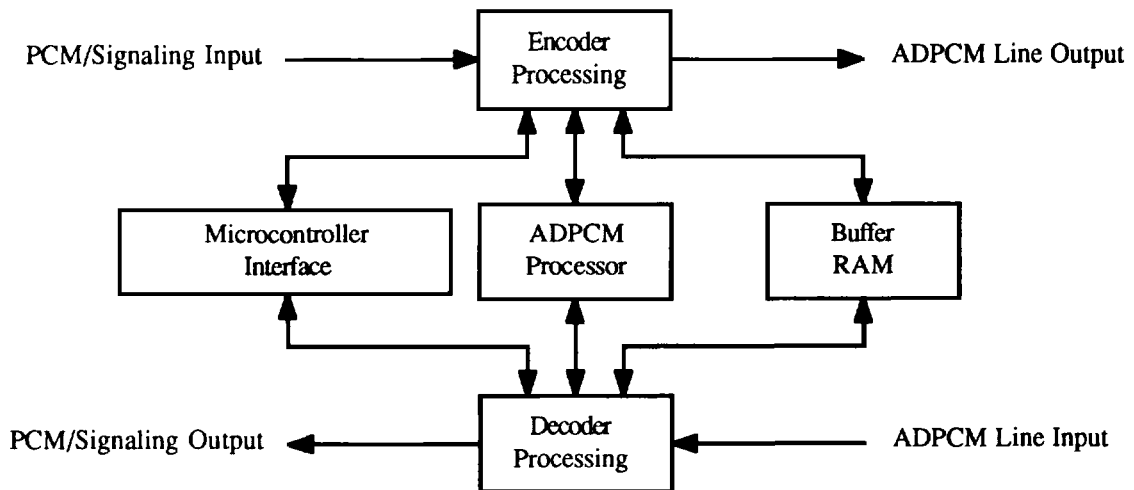 Encoder
Processing
PCM/Signaling Input
ADPCM Line Output
Microcontroller
Interface
ADPCM
Processor
Buffer
RAM
Decoder
Processing
PCM/Signaling Output
ADPCM Line Input